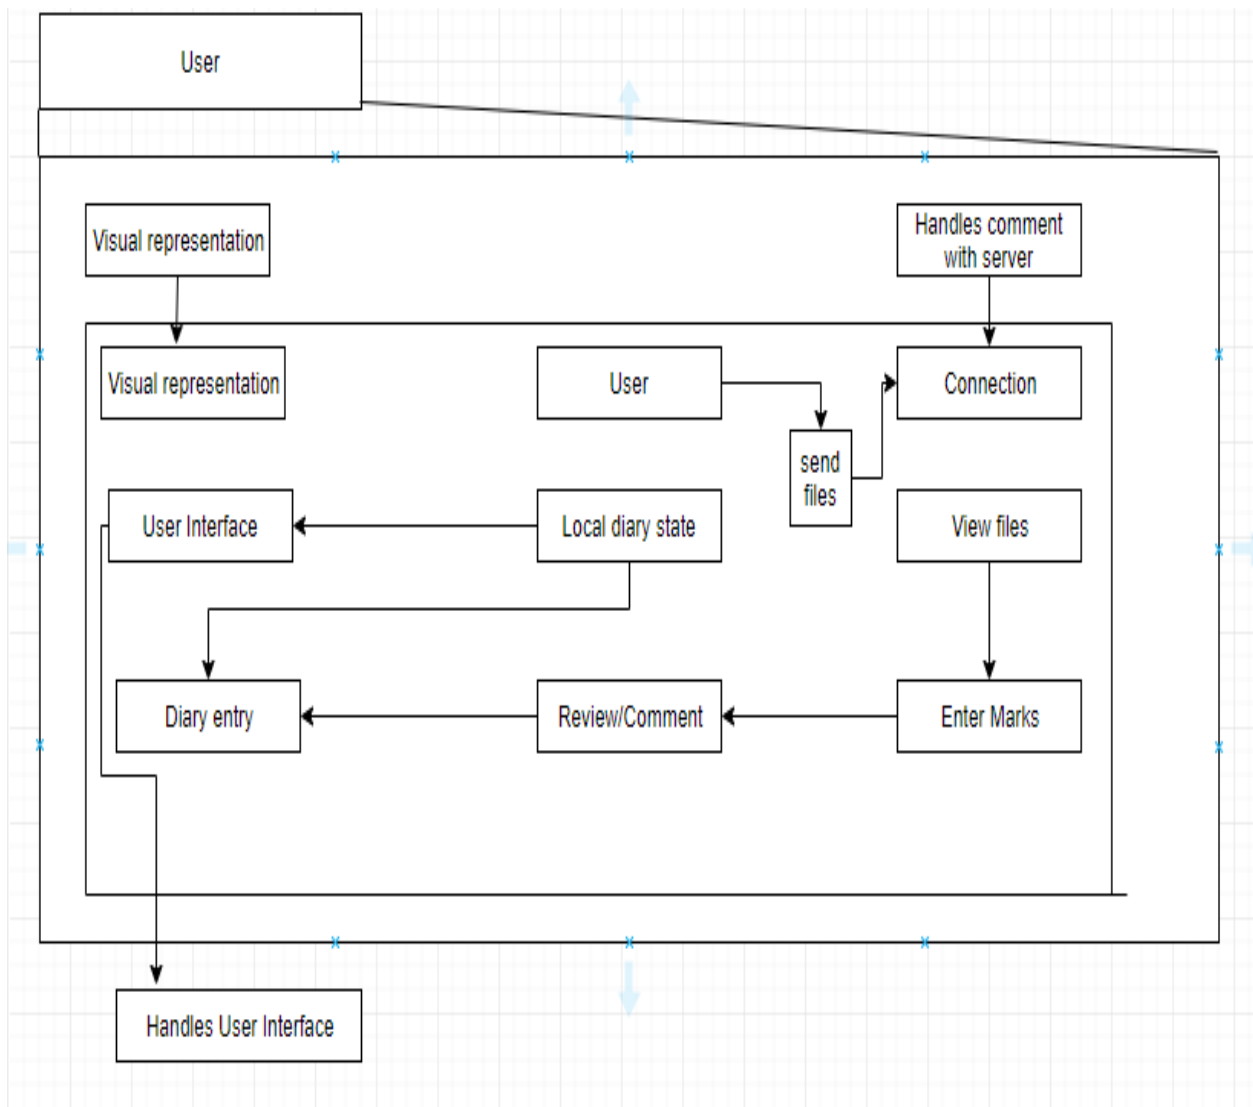 User
Visual representation
Handles comment
with server
Visual representation
User
Connection
send
files
User Interface
Local diary state
View files
Diary entry
Review/Comment
Enter Marks
Handles User Interface